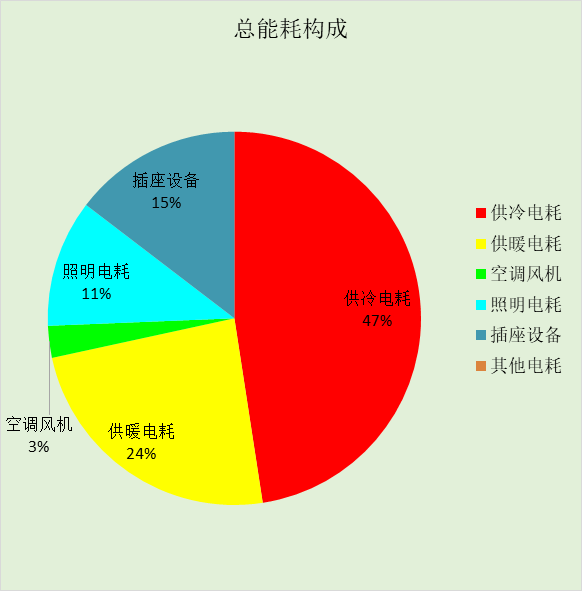 总能耗构成
插座设备
15%
照明电耗
11%
供冷电耗
47%
空调风机
3%
供暖电耗
24%
供冷电耗
供暖电耗
空调风机
照明电耗
插座设备
其他电耗